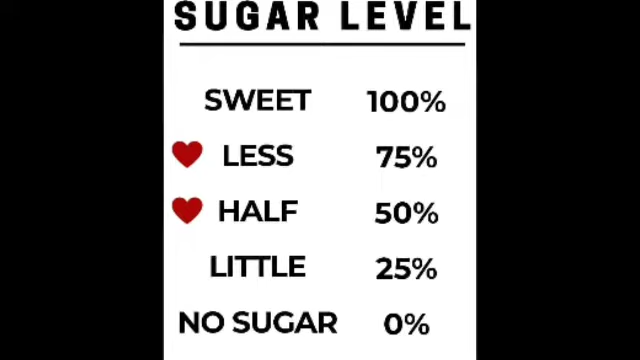 SUGAR LEVEL
SWEET 100%
LESS 75%
HALF 50%
LITTLE 25%
NO SUGAR 0%